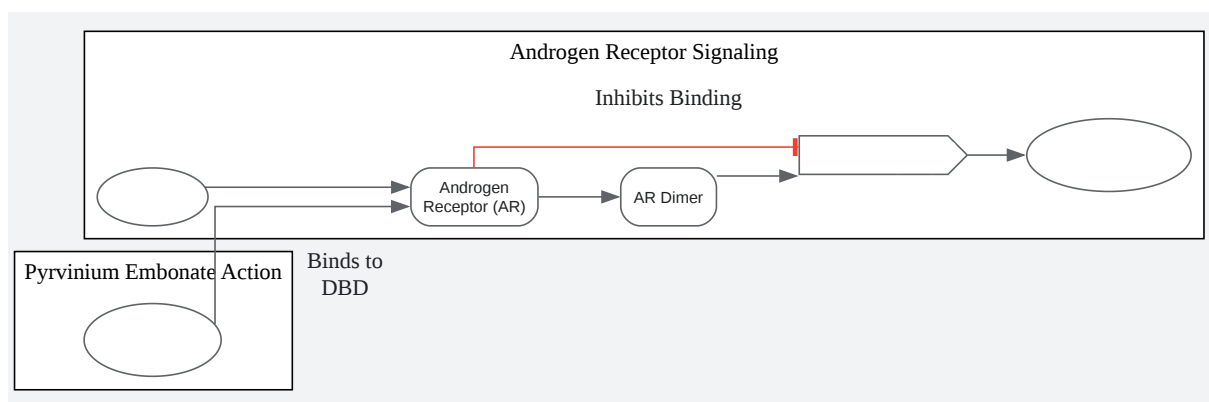 Androgen Receptor Signaling
Inhibits Binding
Androgen
Receptor (AR)
AR Dimer
Pyrvinium Embonate Action
Binds to
DBD